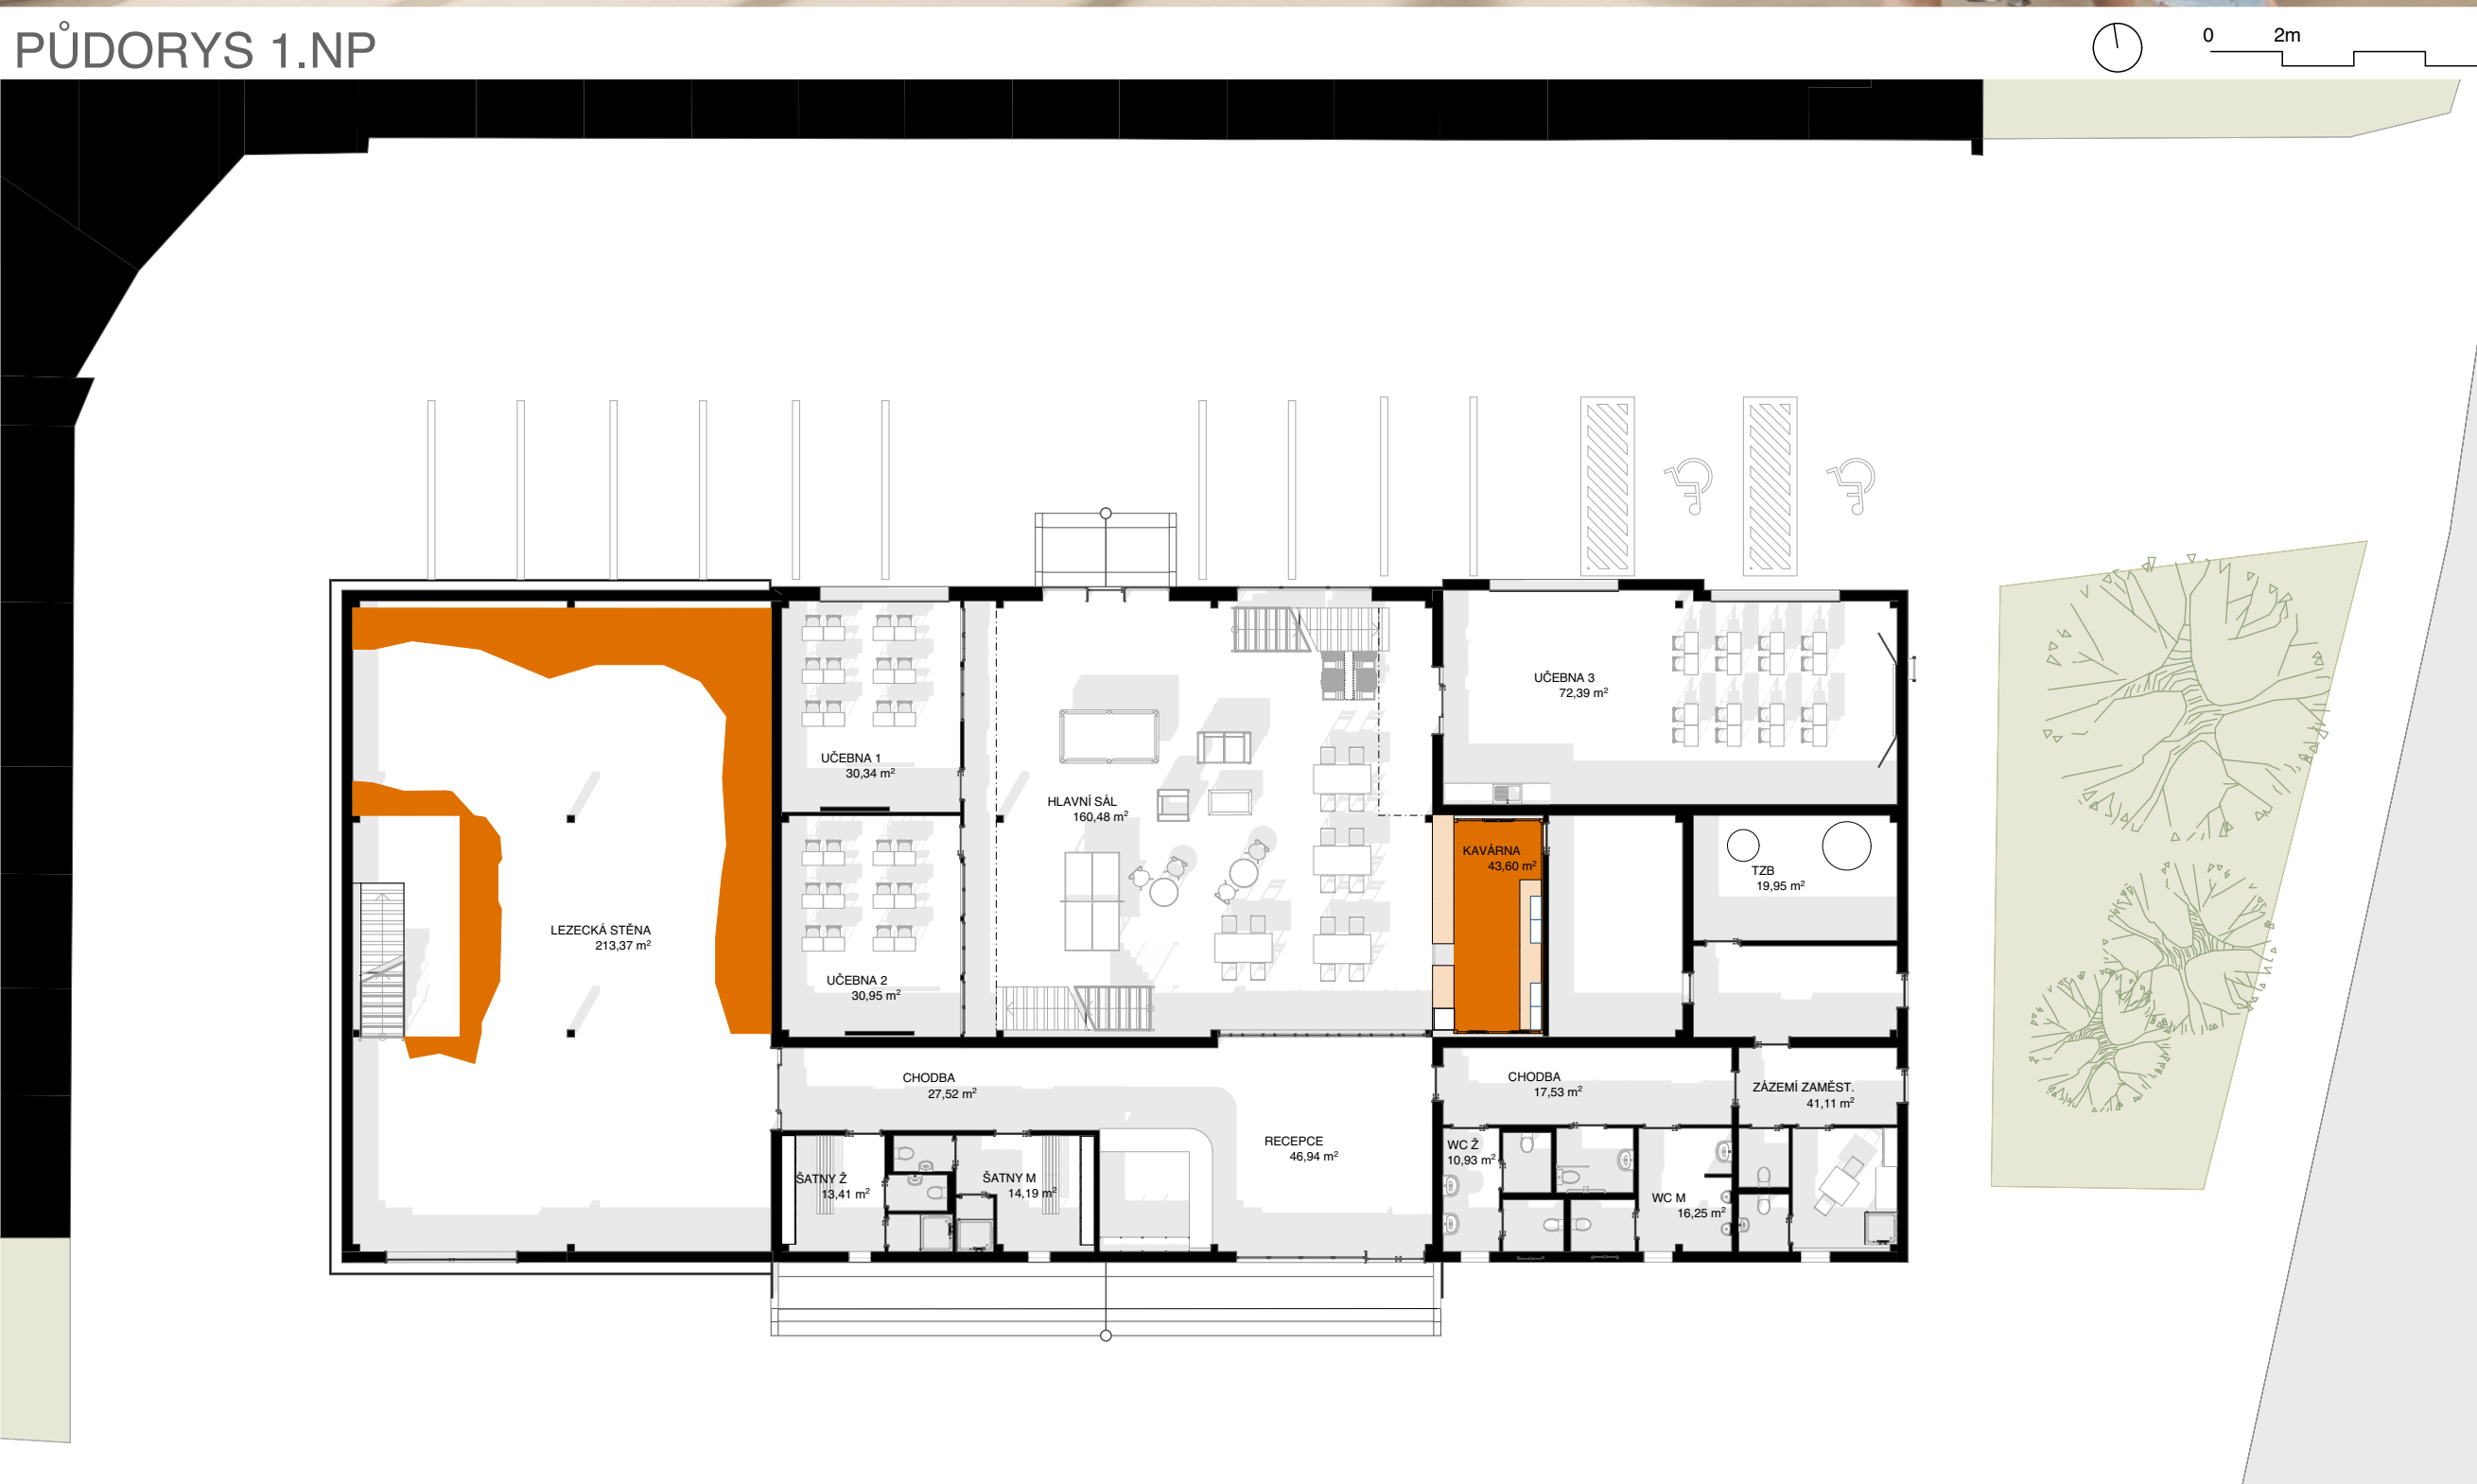 PŮDORYS 1.NP
0 2m
UČEBNA 3
72,39 m²
UČEBNA 1
30,34 m²
HLAVNÍ SÁL
160,48 m²
KAVÁRNA
43,60 m²
TZB
19,95 m²
LEZECKÁ STĚNA
213,37 m²
UČEBNA 2
30,95 m²
CHODBA
27,52 m²
CHODBA
17,53 m²
ZÁZEMÍ ZAMĚST.
41,11 m²
RECEPCE
46,94 m²
WC Ž
10,93 m²
ŠATNY Ž
13,41 m²
ŠATNY M
14,19 m²
WC M
16,25 m²